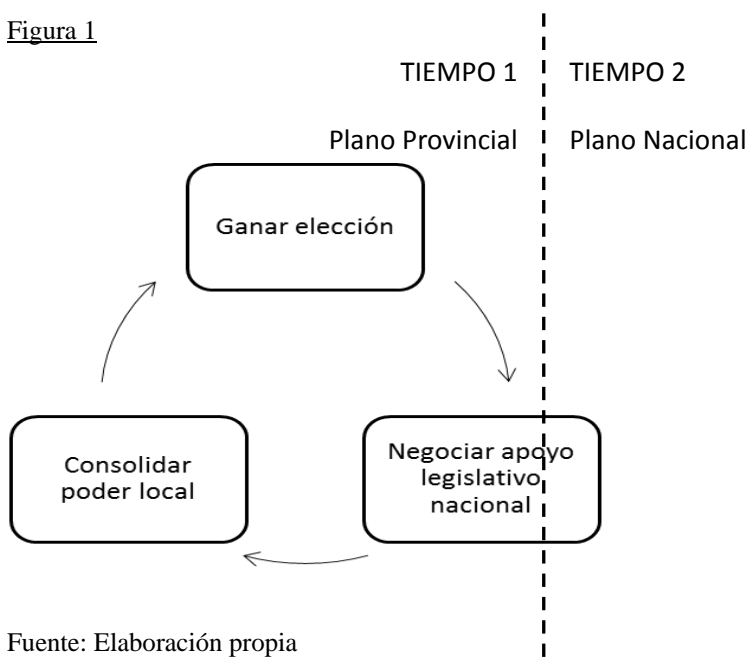 Figura 1
TIEMPO 1
TIEMPO 2
Plano Provincial
Plano Nacional
Ganar elección
Consolidar
poder local
Negociar apoyo
legislativo
nacional
Fuente: Elaboración propia